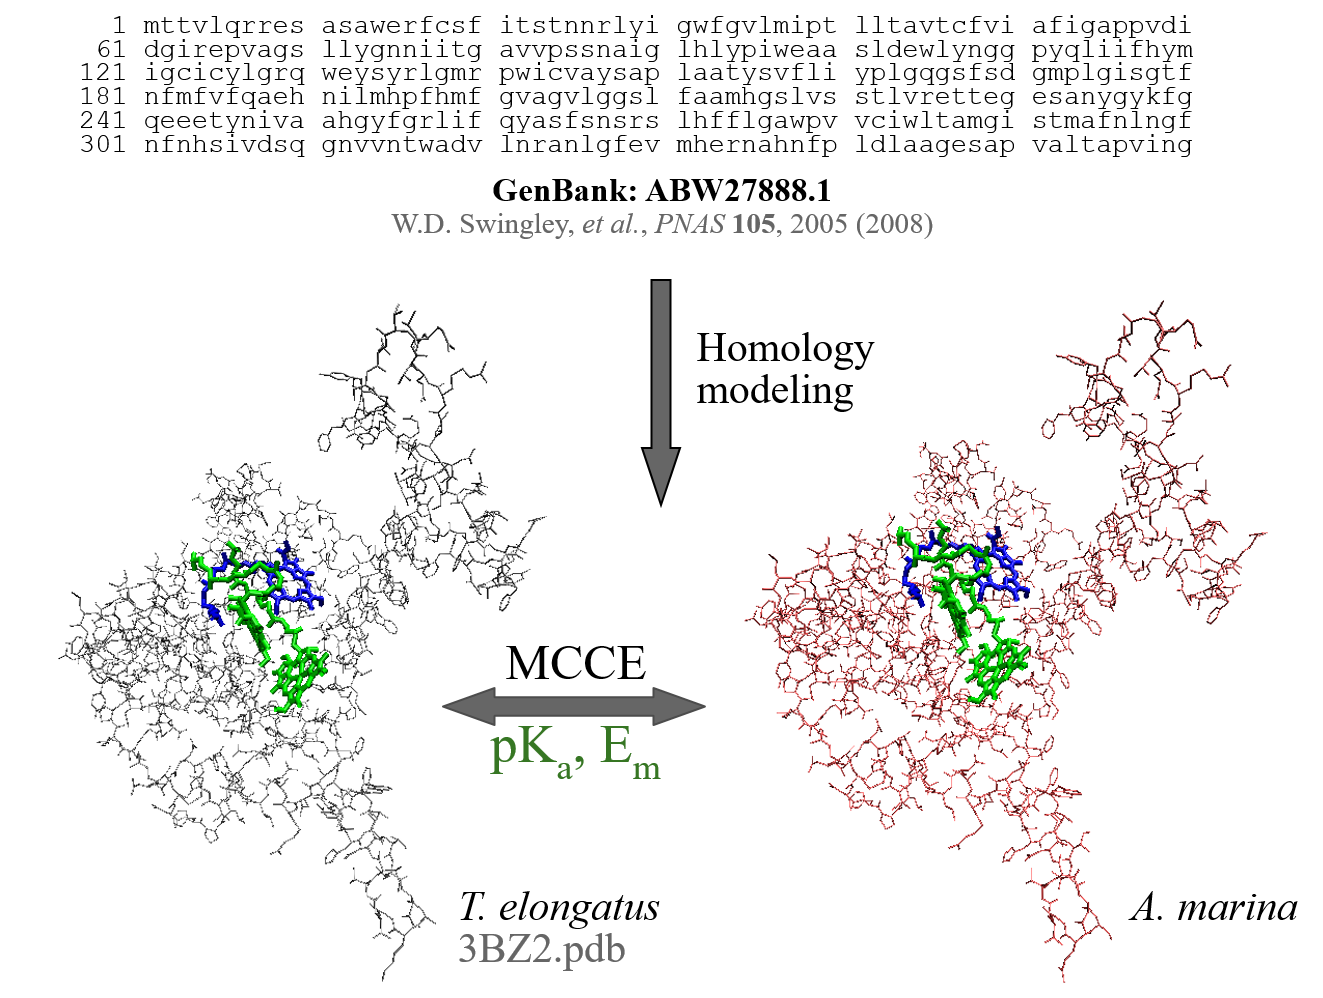 1 mttvlqrres asawerfcsf itstnnrlyi gwfgvlmipt lltavtcfvi afigappvdi
61 dgirepvags llygnniitg avvpssnaig lhlypiweaa sldewlyngg pyqliifhym
121 igcicylgrq weysyrlgmr pwicvaysap laatysvfli yplgqgsfsd gmplgisgtf
181 nfmfvfqaeh nilmhpfhmf gvagvlggsl faamhgslvs stlvretteg esanygykfg
241 qeeetyniva ahgyfgrlif qyasfsnsrs lhfflgawpv vciwltamgi stmafnlngf
301 nfnhsivdsq gnvvntwadv lnranlgfev mhernahnfp ldlaagesap valtapving
GenBank: ABW27888.1
W.D. Swingley, et al., PNAS 105, 2005 (2008)
Homology
modeling
MCCE
pKa, Em
T. elongatus
3BZ2.pdb
A. marina